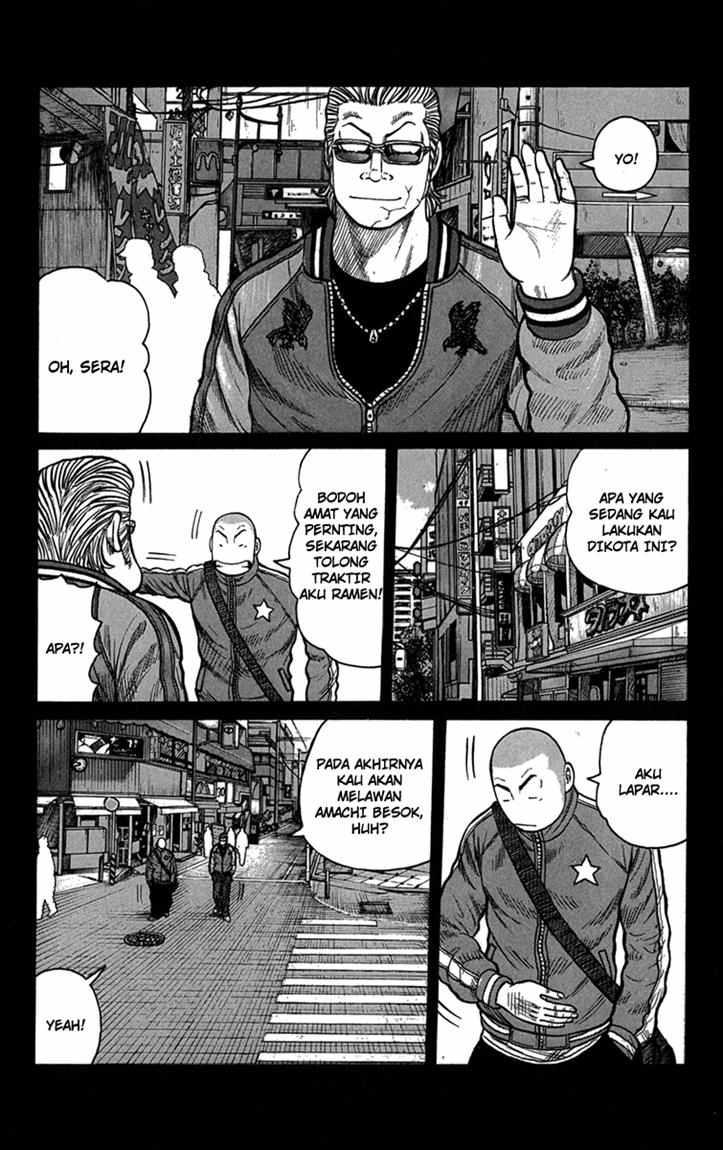 YO!
OH, SERA!
APA YANG
SEDANG KAU
LAKUKAN
DIKOTA INI?
BODOH
AMAT YANG
PERNTING,
SEKARANG
TOLONG
TRAKTIR
AKU RAMEN!
APA?!
AKU
LAPAR....
PADA AKHIRNYA
KAU AKAN
MELAWAN
AMACHI BESOK,
HUH?
YEAH!